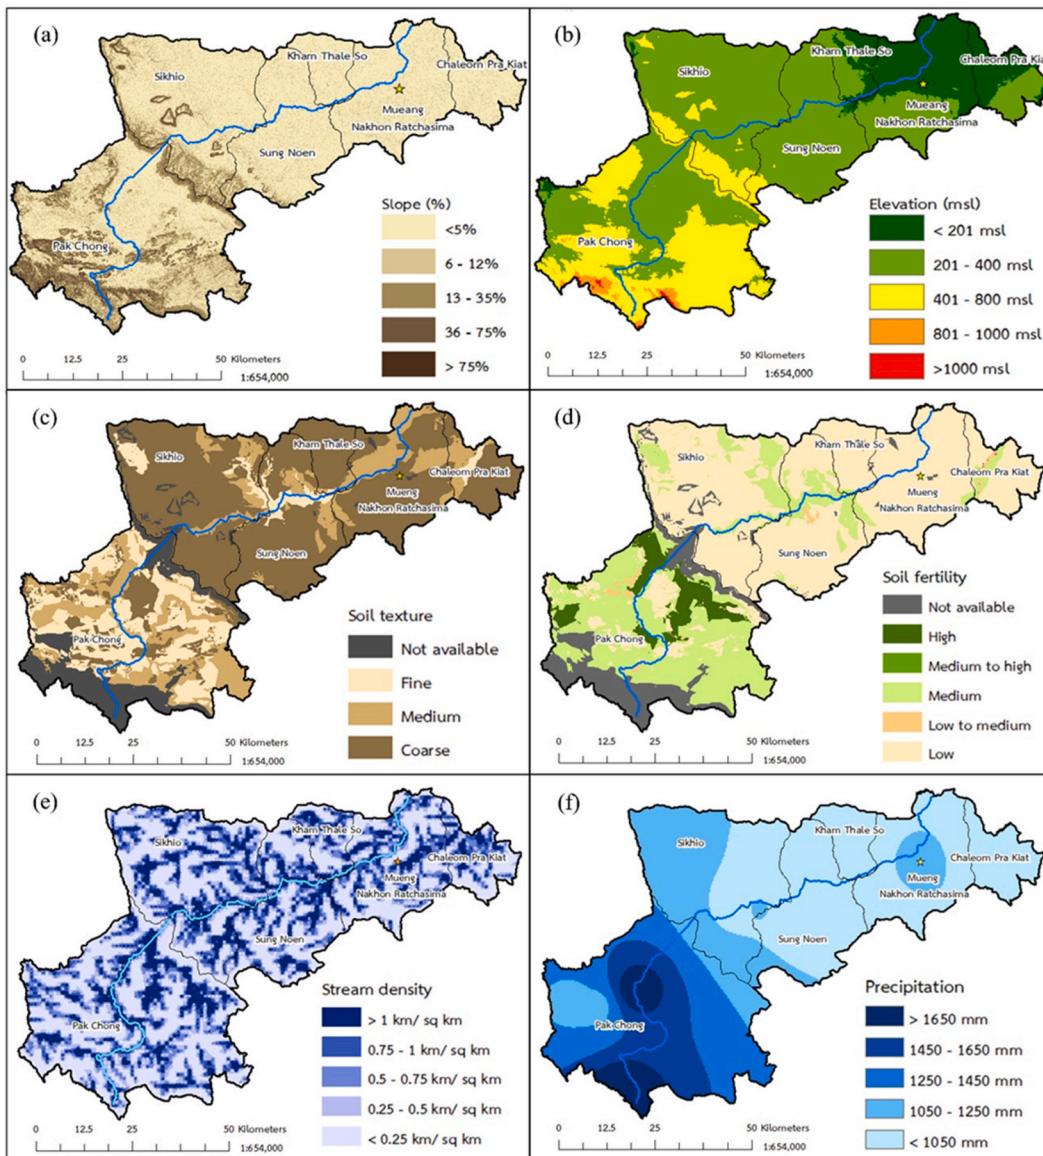 (a)
Sikhio
Kham Thale So
Chaleom Pra Kiat
Mueang
Nakhon Ratchasima
Sung Noen
Pak Chong
Slope (%)
<5%
6 - 12%
13 - 35%
36 - 75%
> 75%
0 12.5 25 50 Kilometers
1:654,000
(b)
Kham Thale So
Sikhio
Chaleom Pra Kia
Mueang
Nakhon Ratchasima
Sung Noen
Pak Chong
Elevation (msl)
< 201 msl
201 - 400 msl
401 - 800 msl
801 - 1000 msl
>1000 msl
0 12.5 25 50 Kilometers
1:654,000
(c)
Sikhio
Kham Thale So
Chaleom Pra Kiat
Mueng
Nakhon Ratchasima
Sung Noen
Pak Chong
Soil texture
Not available
Fine
Medium
Coarse
0 12.5 25 50 Kilometers
1:654,000
(d)
Sikhio
Kham Thale So
Chaleom Pra Kiat
Mueng
Nakhon Ratchasima
Sung Noen
Pak Chong
Soil fertility
Not available
High
Medium to high
Medium
Low to medium
Low
0 12.5 25 50 Kilometers
1:654,000
(e)
Sikhio
Kham Thale So
Chaleom Pra Kiat
Mueng
Nakhon Ratchasima
Sung Noen
Pak Chong
Stream density
> 1 km/ sq km
0.75 - 1 km/ sq km
0.5 - 0.75 km/ sq km
0.25 - 0.5 km/ sq km
< 0.25 km/ sq km
0 12.5 25 50 Kilometers
1:654,000
(f)
Sikhio
Kham Thale So
Chaleom Pra Kiat
Mueng
Nakhon Ratchasima
Sung Noen
Pak Chong
Precipitation
> 1650 mm
1450 - 1650 mm
1250 - 1450 mm
1050 - 1250 mm
< 1050 mm
0 12.5 25 50 Kilometers
1:654,000